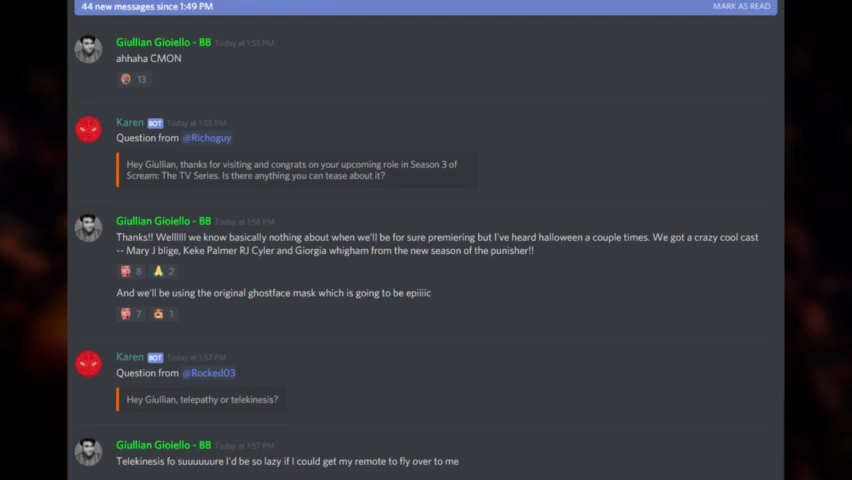 44 new messages since 1:49 PM MARK AS READ
Giullian Gioiello - BB Today at 1:55 PM
ahhaha CMON
13
Karen BOT Today at 1:55 PM
Question from @Richoguy
Hey Giullian, thanks for visiting and congrats on your upcoming role in Season 3 of
Scream: The TV Series. Is there anything you can tease about it?
Giullian Gioiello - BB Today at 1:56 PM
Thanks!! Wellllll we know basically nothing about when we'll be for sure premiering but I've heard halloween a couple times. We got a crazy cool cast
-- Mary J blige, Keke Palmer RJ Cyler and Giorgia whigham from the new season of the punisher!!
8 2
And we'll be using the original ghostface mask which is going to be epiiiic
7 1
Karen BOT Today at 1:57 PM
Question from @Rocked03
Hey Giullian, telepathy or telekinesis?
Giullian Gioiello - BB Today at 1:57 PM
Telekinesis fo suuuuuure I'd be so lazy if I could get my remote to fly over to me